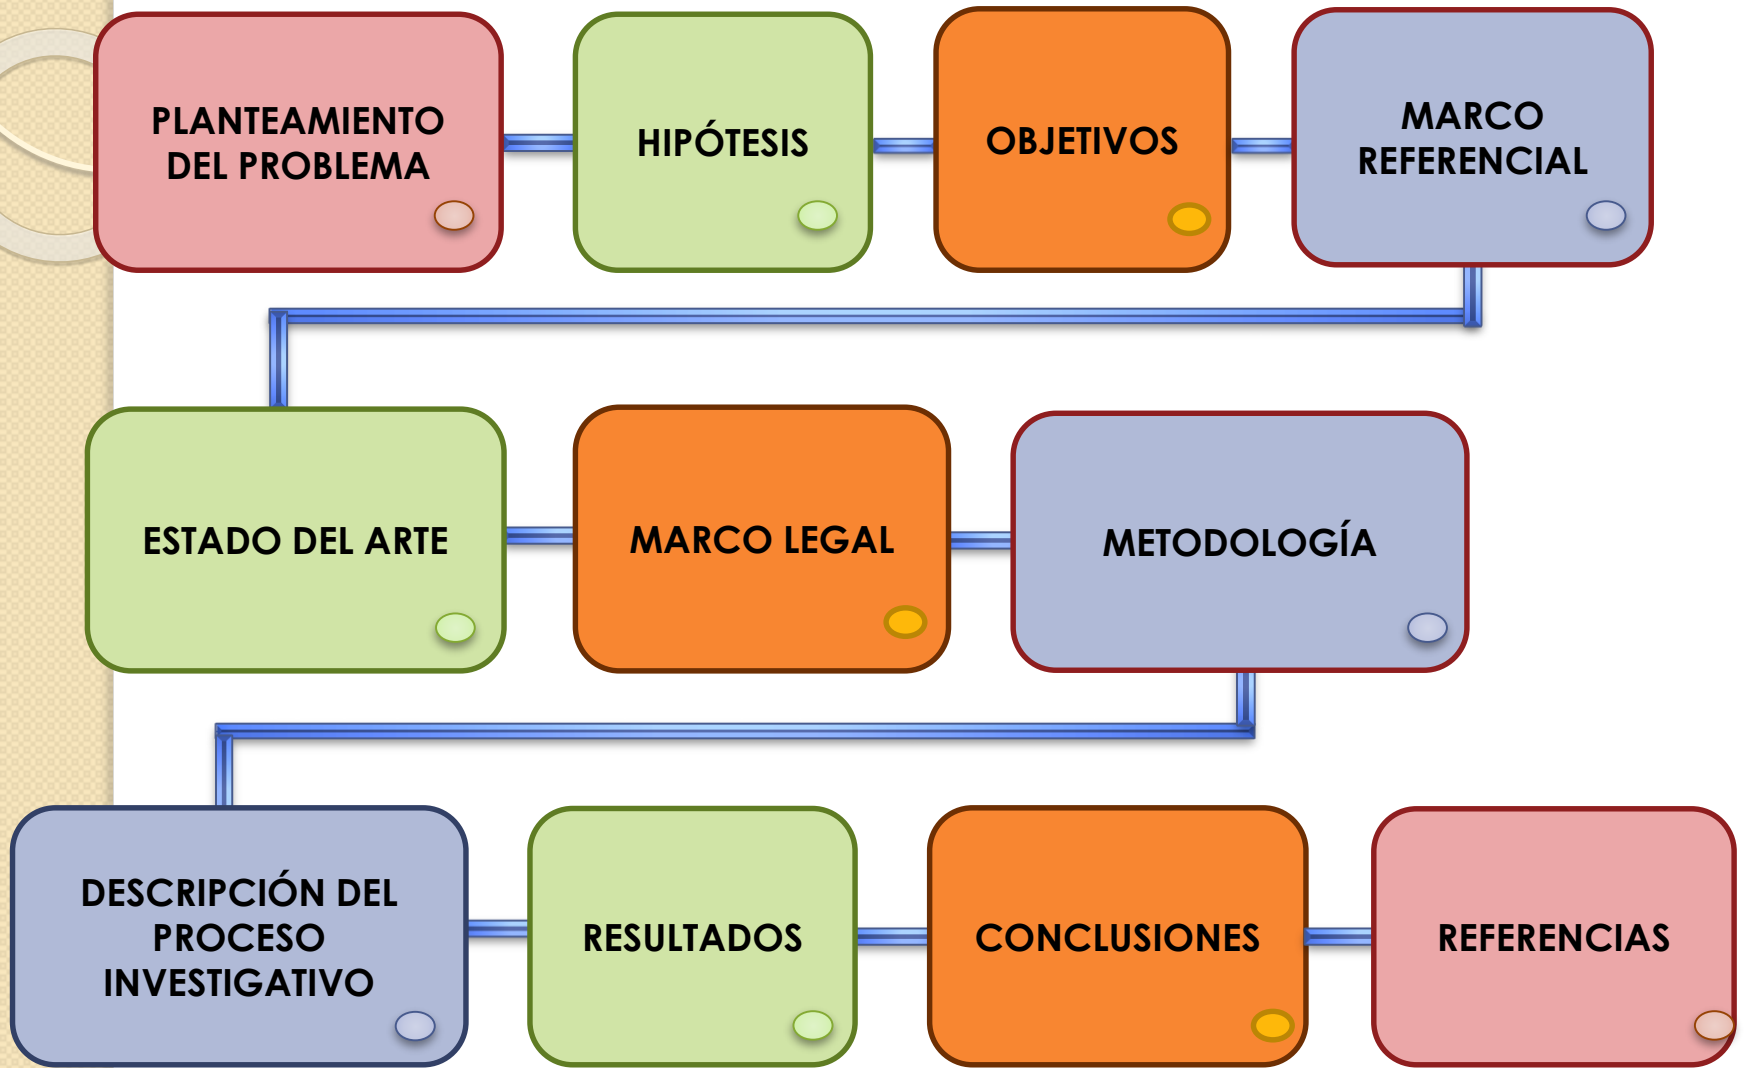 PLANTEAMIENTO
DEL PROBLEMA
HIPÓTESIS
OBJETIVOS
MARCO
REFERENCIAL
ESTADO DEL ARTE
MARCO LEGAL
METODOLOGÍA
DESCRIPCIÓN DEL
PROCESO
INVESTIGATIVO
RESULTADOS
CONCLUSIONES
REFERENCIAS